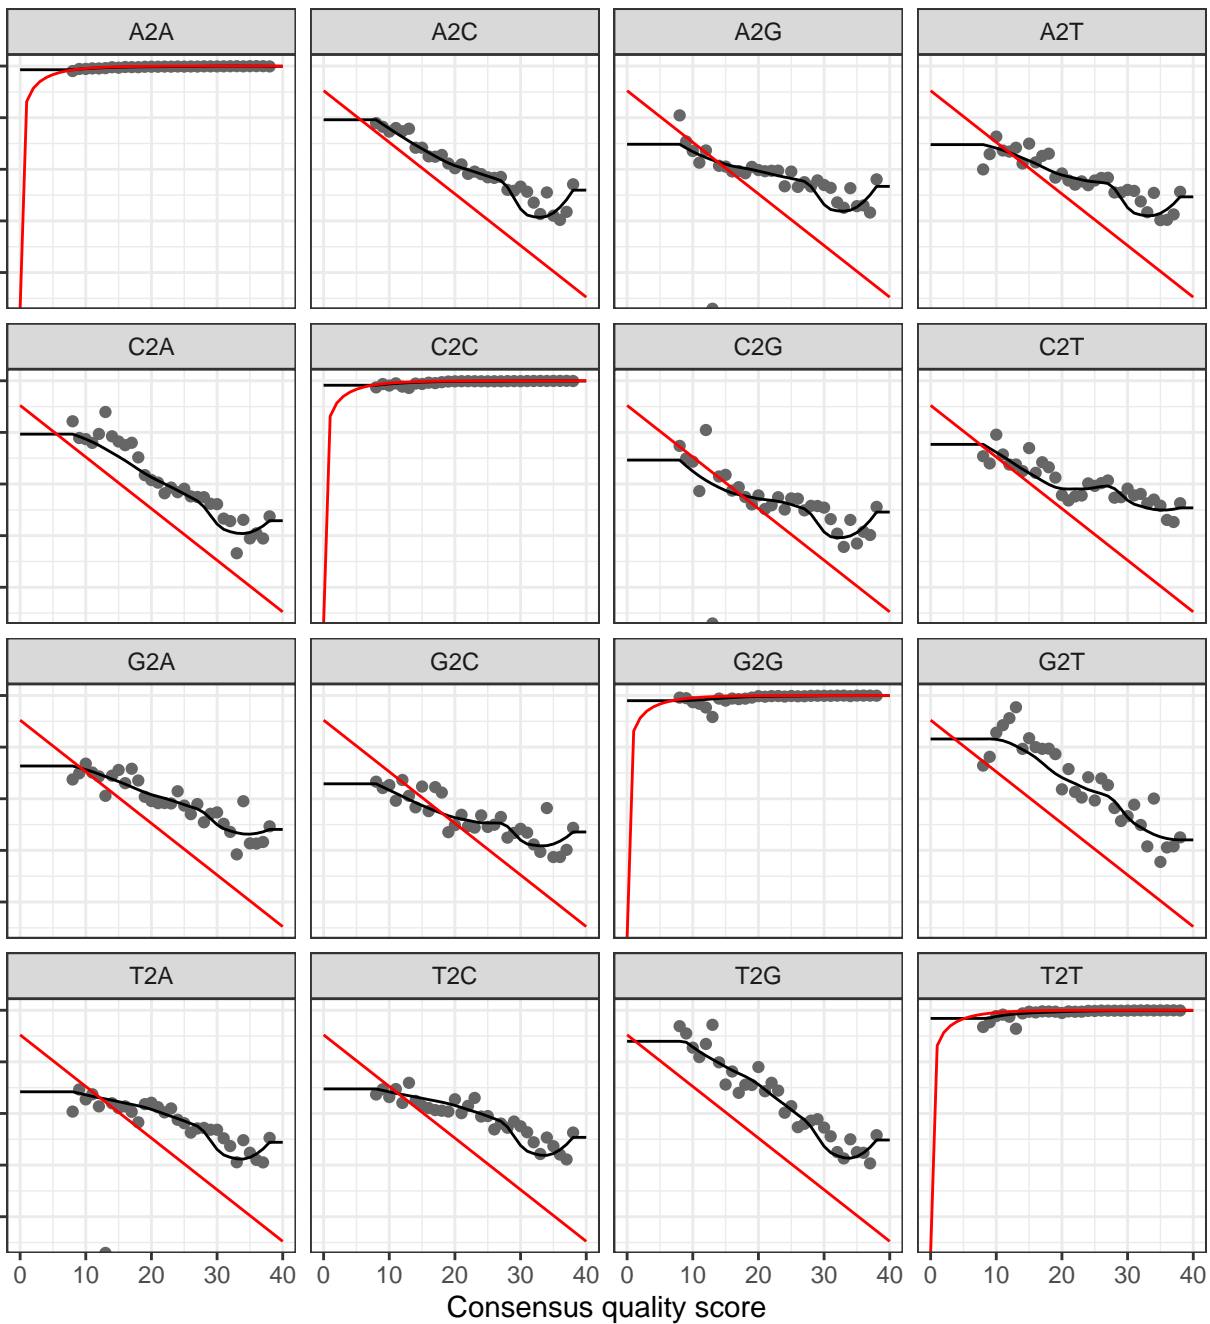 A2A A2C A2G A2T
C2A C2C C2G C2T
G2A G2C G2G G2T
T2A T2C T2G T2T
0 10 20 30 40 0 10 20 30 40 0 10 20 30 40 0 10 20 30 40
Consensus quality score